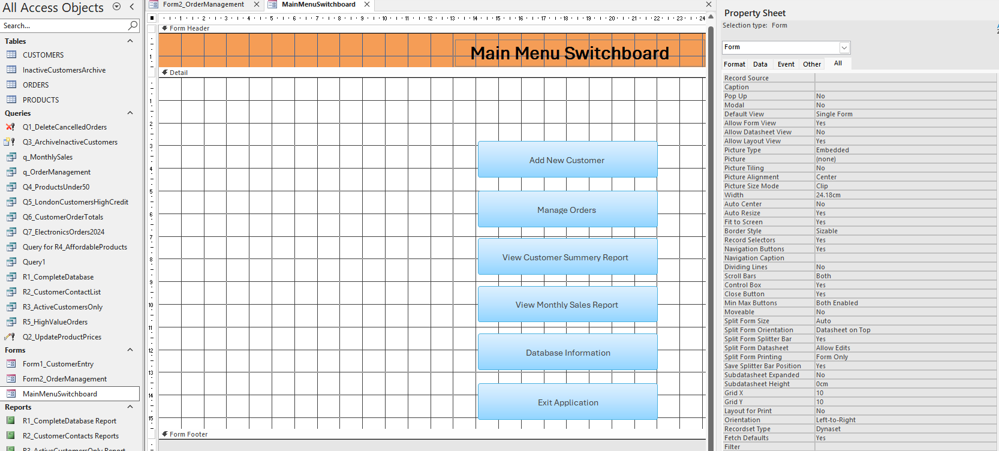 All Access Objects
Search...
Tables
CUSTOMERS
InactiveCustomersArchive
ORDERS
PRODUCTS
Queries
Q1_DeleteCancelledOrders
Q3_ArchiveInactiveCustomers
q_MonthlySales
q_OrderManagement
Q4_ProductsUnder50
Q5_LondonCustomersHighCredit
Q6_CustomerOrderTotals
Q7_ElectronicsOrders2024
Query for R4_AffordableProducts
Query1
R1_CompleteDatabase
R2_CustomerContactList
R3_ActiveCustomersOnly
R5_HighValueOrders
Q2_UpdateProductPrices
Forms
Form1_CustomerEntry
Form2_OrderManagement
MainMenuSwitchboard
Reports
R1_CompleteDatabase Report
R2_CustomerContacts Reports
R3_ActiveCustomersOnly Report
Form2_OrderManagement
MainMenuSwitchboard
1 2 3 4 5 6 7 8 9 10 11 12 13 14 15 16 17 18 19 20 21 22 23 24
Form Header
1
Main Menu Switchboard
Detail
1
2
3
4
5
6
7
8
9
10
11
12
13
14
15
Add New Customer
Manage Orders
View Customer Summery Report
View Monthly Sales Report
Database Information
Exit Application
Form Footer
Property Sheet
Selection type: Form
Form
Format Data Event Other All
Record Source
Caption
Pop Up No
Modal No
Default View Single Form
Allow Form View Yes
Allow Datasheet View No
Allow Layout View Yes
Picture Type Embedded
Picture (none)
Picture Tiling No
Picture Alignment Center
Picture Size Mode Clip
Width 24.18cm
Auto Center No
Auto Resize Yes
Fit to Screen Yes
Border Style Sizable
Record Selectors Yes
Navigation Buttons Yes
Navigation Caption
Dividing Lines No
Scroll Bars Both
Control Box Yes
Close Button Yes
Min Max Buttons Both Enabled
Moveable No
Split Form Size Auto
Split Form Orientation Datasheet on Top
Split Form Splitter Bar Yes
Split Form Datasheet Allow Edits
Split Form Printing Form Only
Save Splitter Bar Position Yes
Subdatasheet Expanded No
Subdatasheet Height 0cm
Grid X 10
Grid Y 10
Layout for Print No
Orientation Left-to-Right
Recordset Type Dynaset
Fetch Defaults Yes
Filter